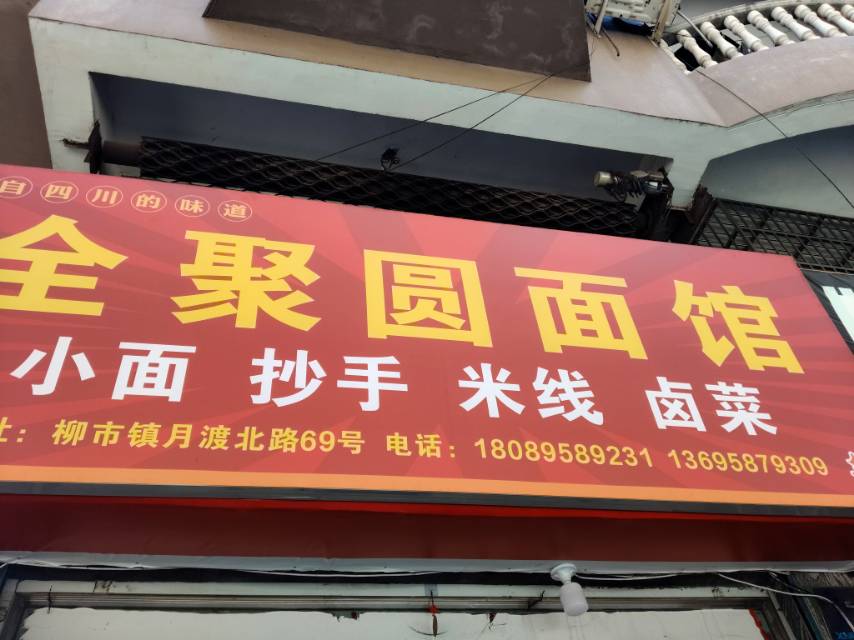 自四川的味道
全聚圆面馆
小面 抄手 米线 卤菜
址：柳市镇月渡北路69号 电话：18089589231 13695879309